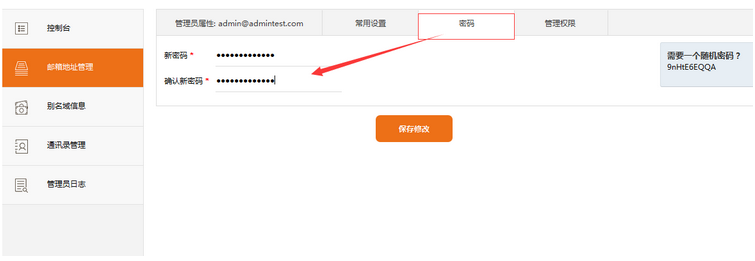 控制台
邮箱地址管理
别名域信息
通讯录管理
管理员日志
管理员属性: admin@admintest.com
常用设置
密码
管理权限
新密码 *
•••••••••••••
确认新密码 *
•••••••••••••
需要一个随机密码？
9nHtE6EQQA
保存修改